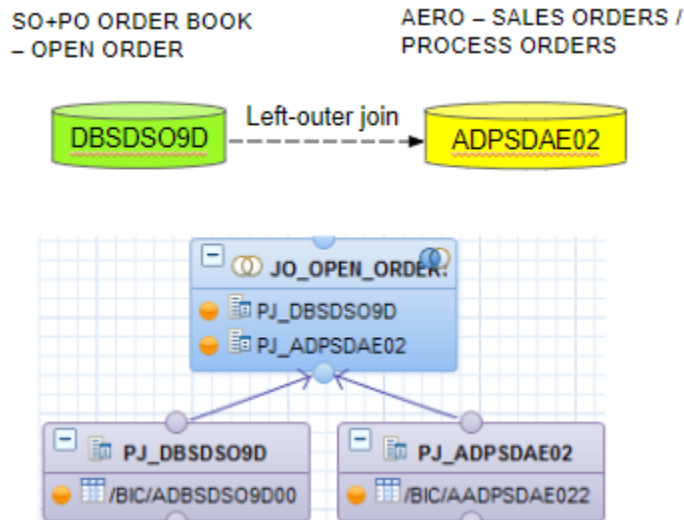 SO+PO ORDER BOOK
– OPEN ORDER
AERO – SALES ORDERS /
PROCESS ORDERS
DBSDSO9D
Left-outer join
ADPSDAE02
JO_OPEN_ORDER
PJ_DBSDSO9D
PJ_ADPSDAE02
PJ_DBSDSO9D
/BIC/ADBSDSO9D00
PJ_ADPSDAE02
/BIC/AADPSDAE022